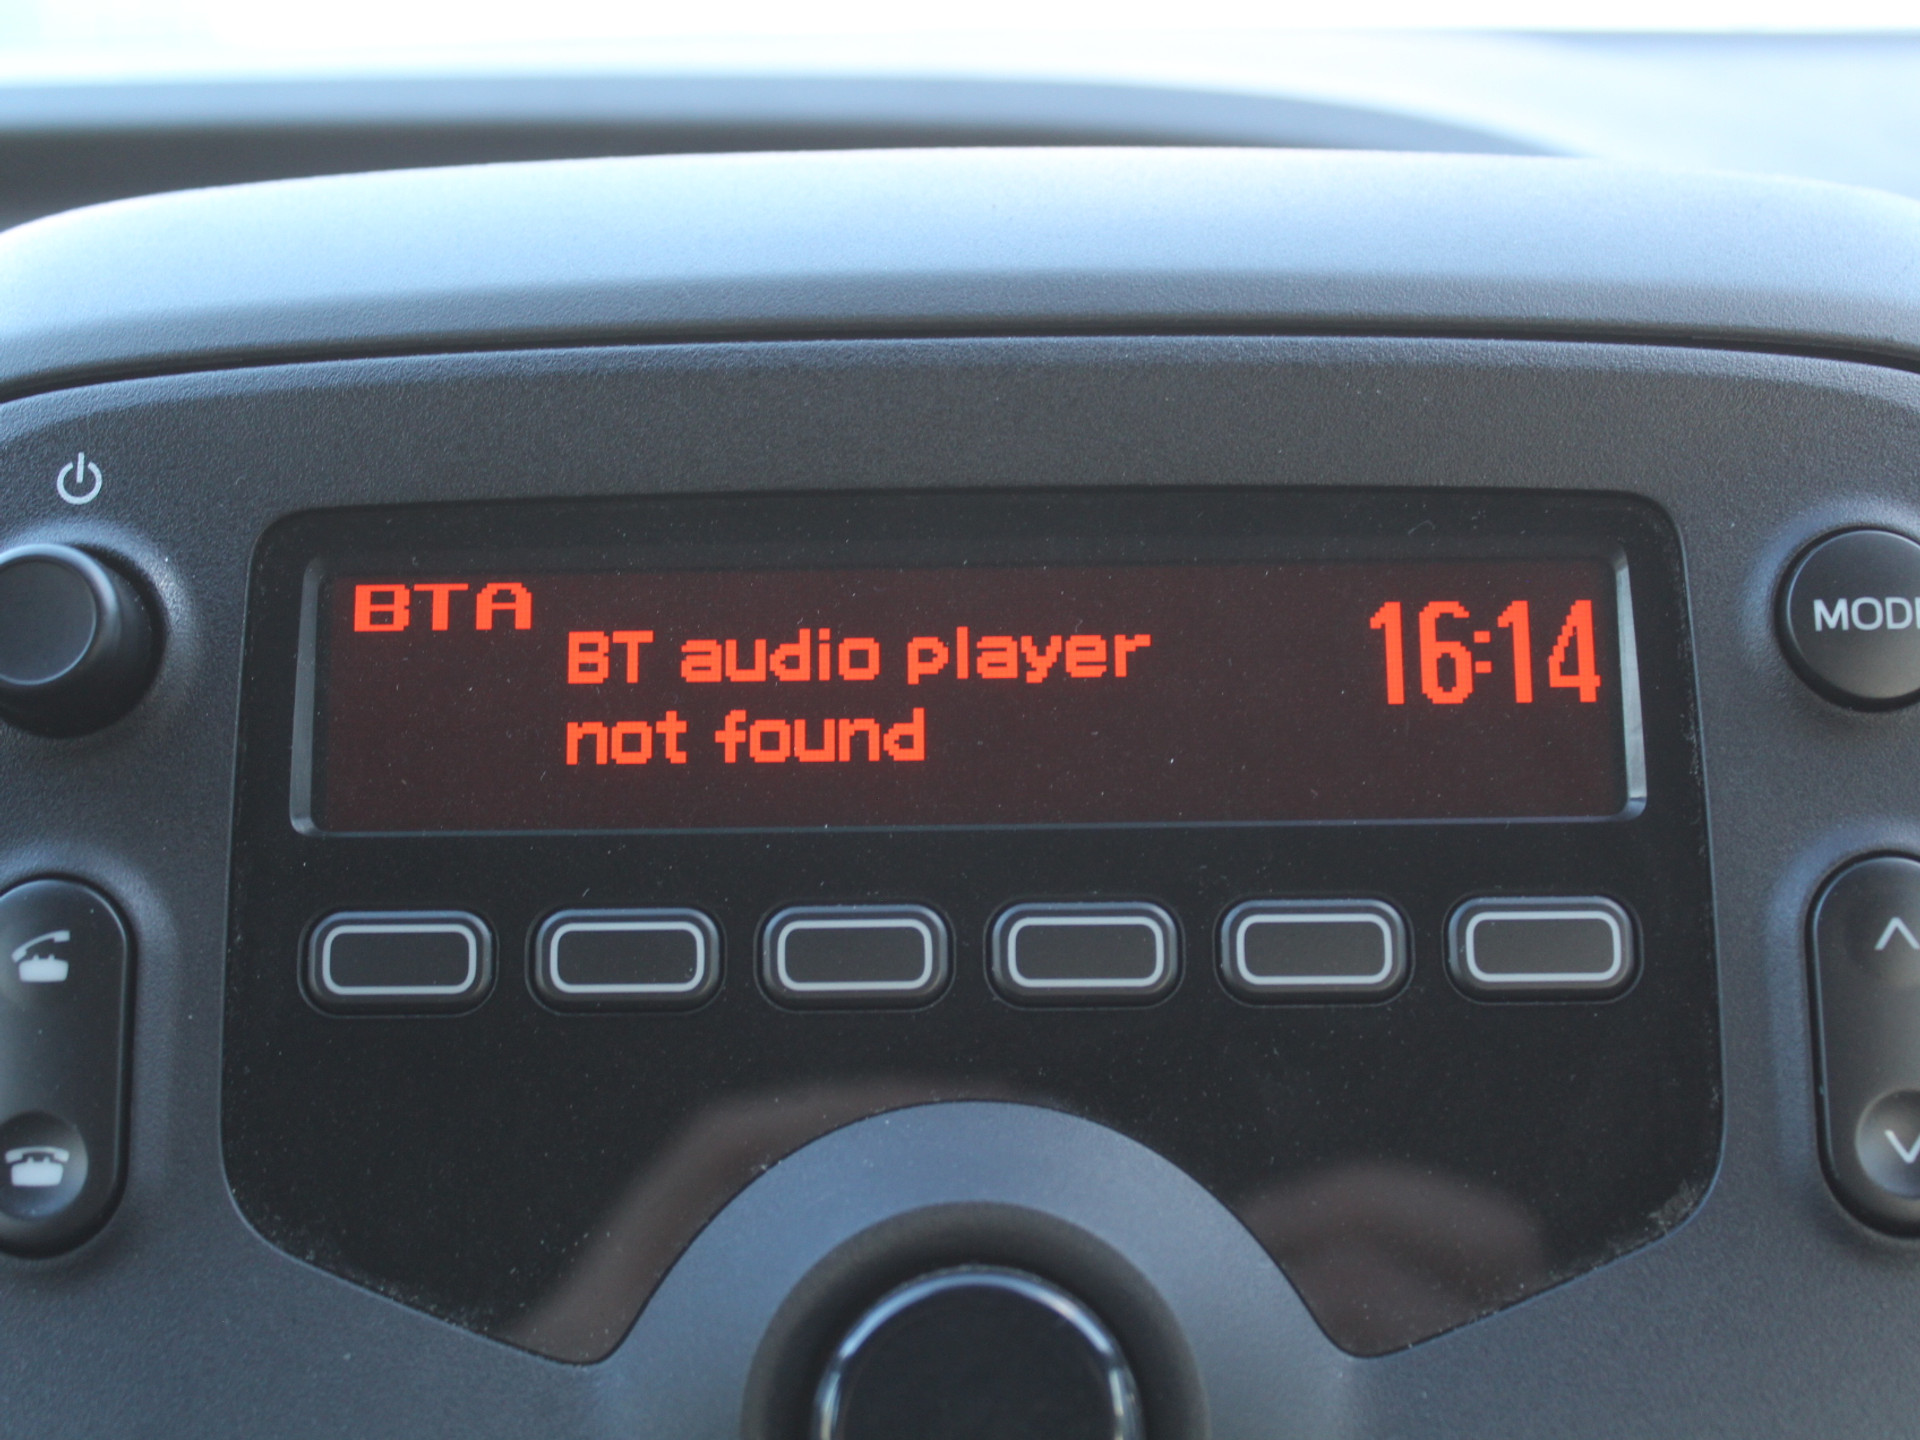 BTA
BT audio player
not found
16:14
MODE